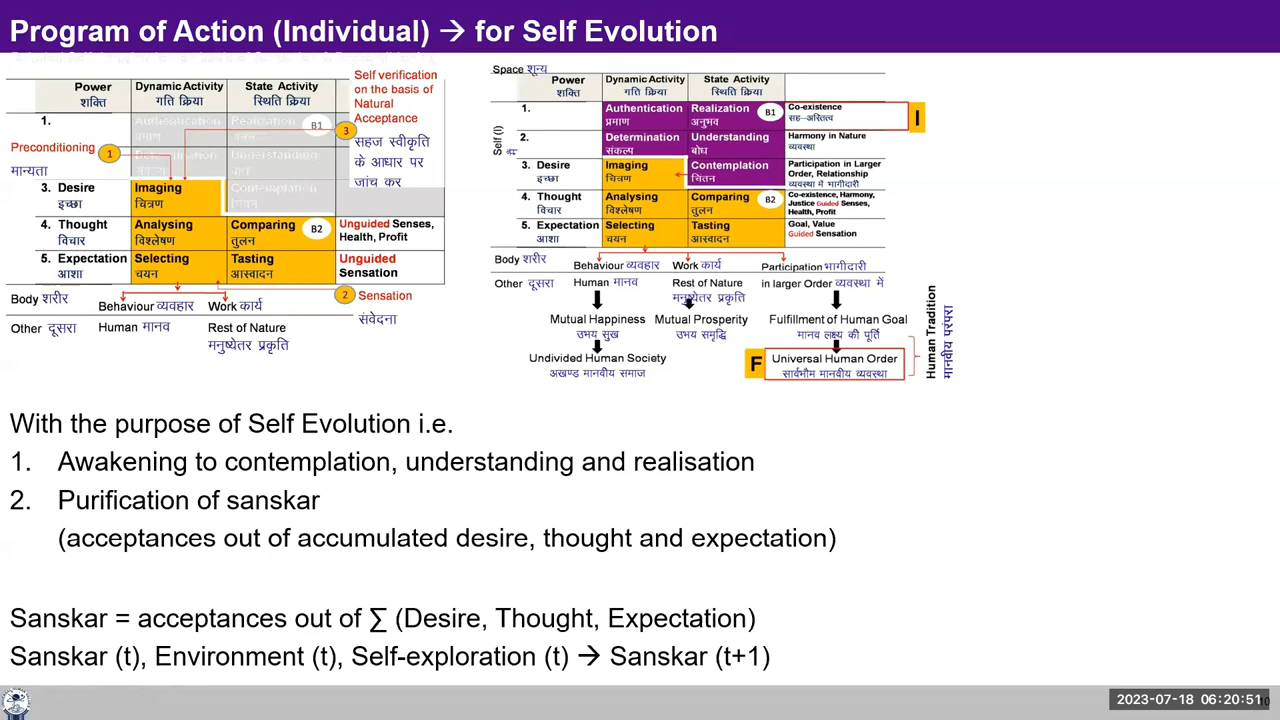 Program of Action (Individual) → for Self Evolution
Power
शक्ति
Dynamic Activity
गति क्रिया
State Activity
स्थिति क्रिया
Self verification
on the basis of
Natural
Acceptance
सहज स्वीकृति
के आधार पर
जांच कर
1.
Authentication
प्रमाण
Realization
B1
3
Preconditioning
मान्यता
1
Determination
Understanding
3. Desire
इच्छा
Imaging
चित्रण
Contemplation
चिंतन
4. Thought
विचार
Analysing
विश्लेषण
Comparing
तुलन
B2
Unguided Senses,
Health, Profit
5. Expectation
आशा
Selecting
चयन
Tasting
आस्वादन
Unguided
Sensation
2 Sensation
संवेदना
Body शरीर
Behaviour व्यवहार
Work कार्य
Other दूसरा
Human मानव
Rest of Nature
मनुष्येतर प्रकृति
Space शून्य
Power
शक्ति
Dynamic Activity
गति क्रिया
State Activity
स्थिति क्रिया
Self (I)
मैं
1.
Authentication
प्रमाण
Realization
अनुभव
B1
Co-existence
सह-अस्तित्व
I
2.
Determination
संकल्प
Understanding
बोध
Harmony in Nature
व्यवस्था
3. Desire
इच्छा
Imaging
चित्रण
Contemplation
चिंतन
Participation in Larger
Order, Relationship
व्यवस्था में भागीदारी
4. Thought
विचार
Analysing
विश्लेषण
Comparing
तुलन
B2
Co-existence, Harmony,
Justice Guided Senses,
Health, Profit
5. Expectation
आशा
Selecting
चयन
Tasting
आस्वादन
Goal, Value
Guided Sensation
Body शरीर
Behaviour व्यवहार
Work कार्य
Participation भागीदारी
Other दूसरा
Human मानव
Rest of Nature
मनुष्येतर प्रकृति
in larger Order व्यवस्था में
Mutual Happiness
उभय सुख
Mutual Prosperity
उभय समृद्धि
Fulfillment of Human Goal
मानव लक्ष्य की पूर्ति
Undivided Human Society
अखण्ड मानवीय समाज
F
Universal Human Order
सार्वभौम मानवीय व्यवस्था
Human Tradition
मानवीय परंपरा
With the purpose of Self Evolution i.e.
1. Awakening to contemplation, understanding and realisation
2. Purification of sanskar
(acceptances out of accumulated desire, thought and expectation)
Sanskar = acceptances out of ∑ (Desire, Thought, Expectation)
Sanskar (t), Environment (t), Self-exploration (t) → Sanskar (t+1)
2023-07-18 06:20:51